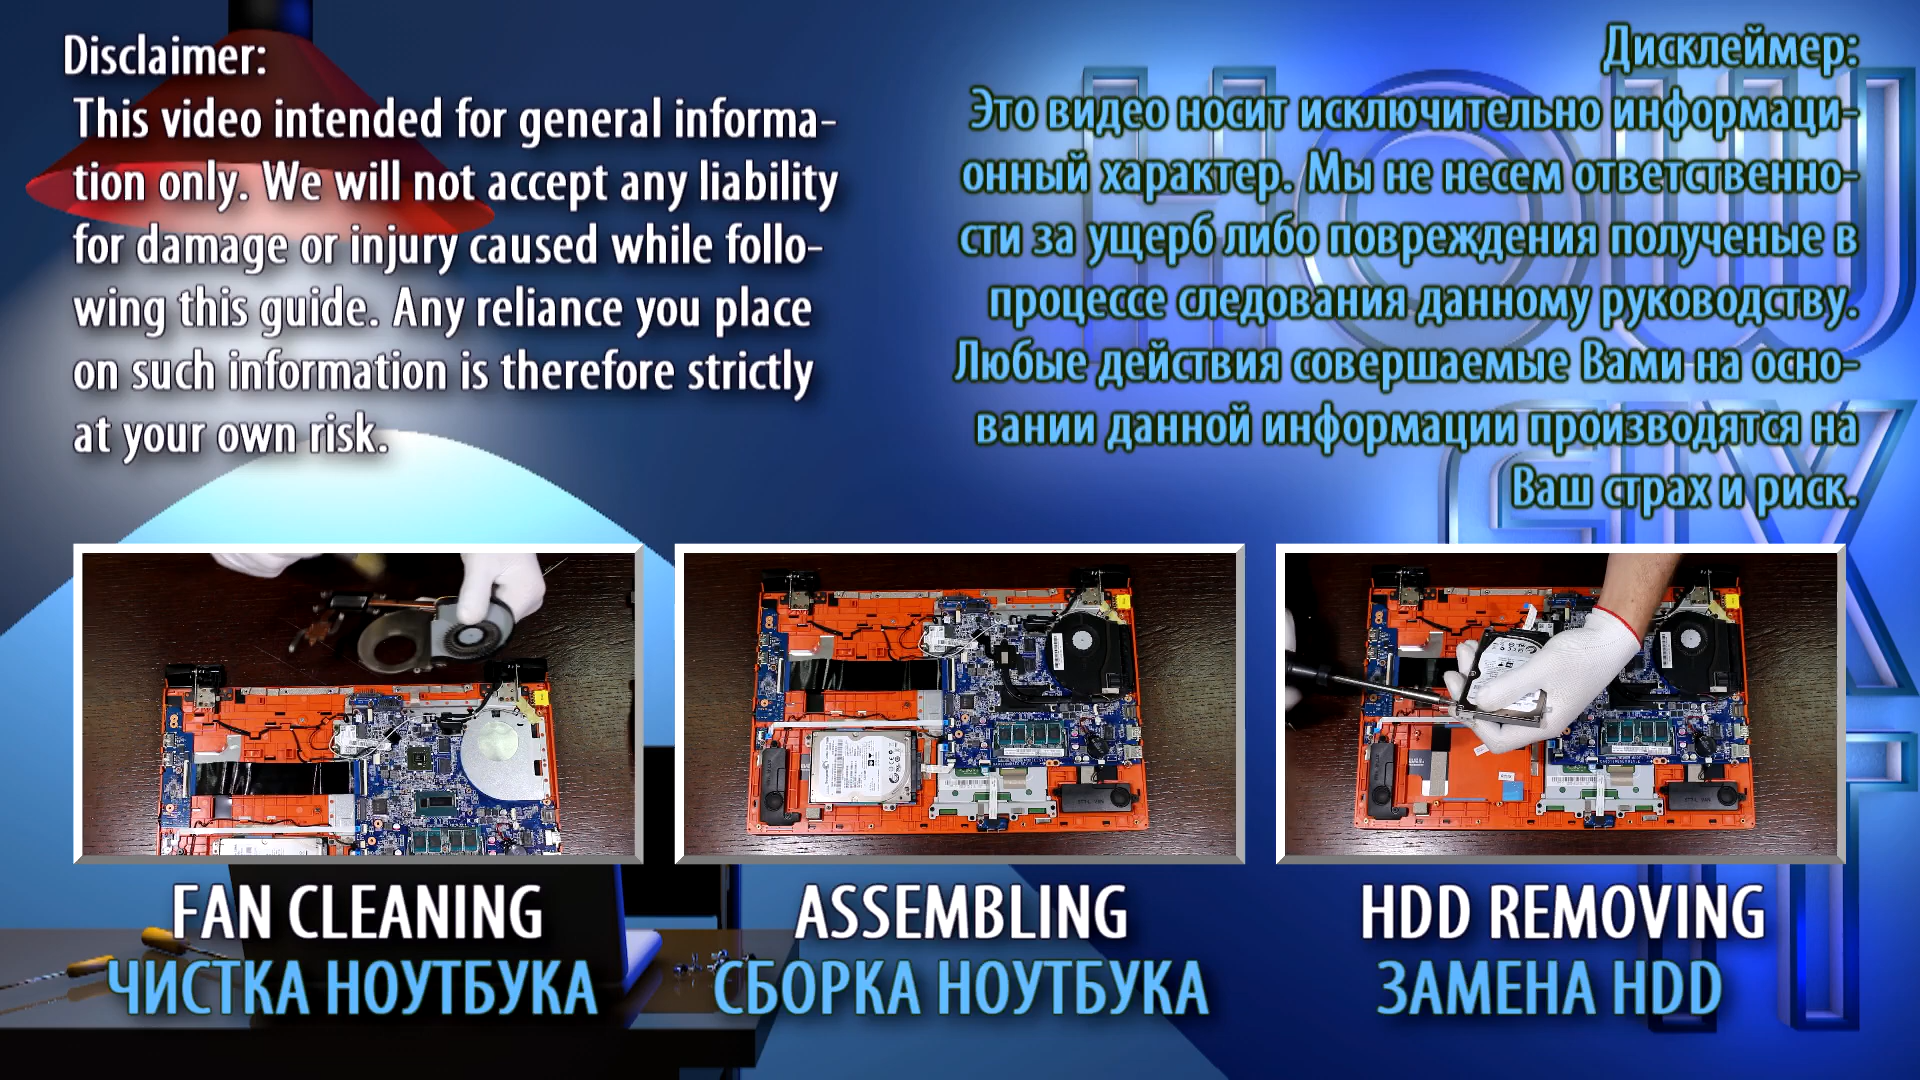 Disclaimer:
This video intended for general informa-
tion only. We will not accept any liability
for damage or injury caused while follo-
wing this guide. Any reliance you place
on such information is therefore strictly
at your own risk.
Дисклеймер:
Это видео носит исключительно информаци-
онный характер. Мы не несем ответственно-
сти за ущерб либо повреждения полученые в
процессе следования данному руководству.
Любые действия совершаемые Вами на осно-
вании данной информации производятся на
Ваш страх и риск.
HOW
FIX
IT
FAN CLEANING
ЧИСТКА НОУТБУКА
ASSEMBLING
СБОРКА НОУТБУКА
HDD REMOVING
ЗАМЕНА HDD